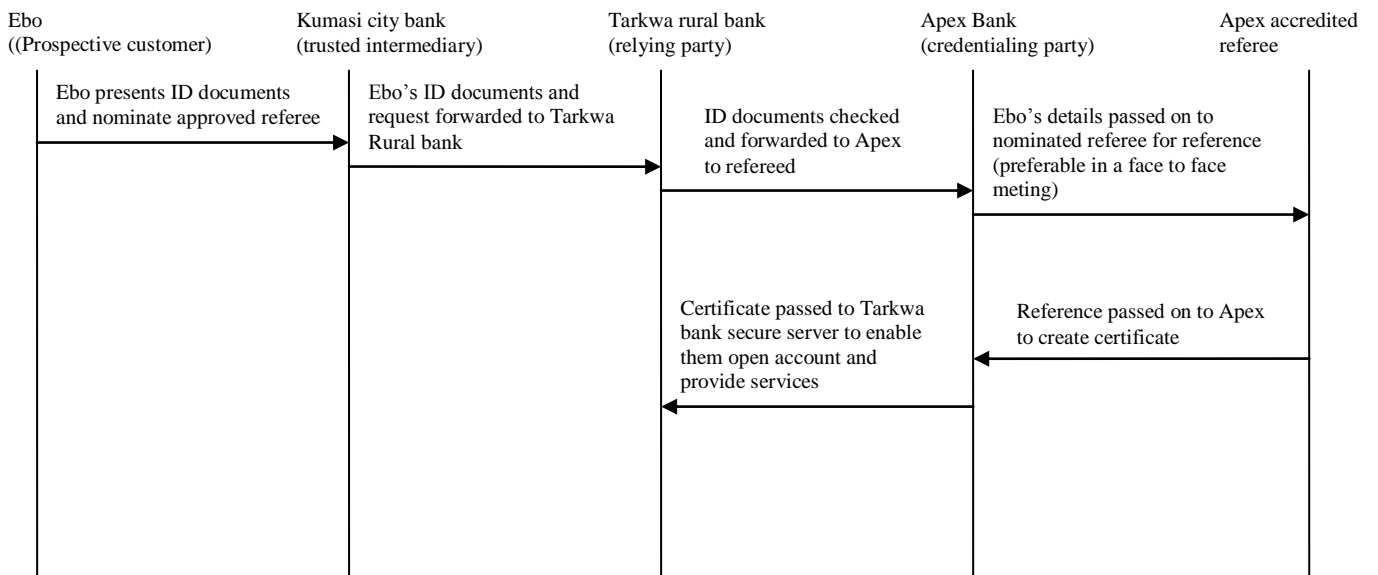 Ebo
((Prospective customer)
Kumasi city bank
(trusted intermediary)
Tarkwa rural bank
(relying party)
Apex Bank
(credentialing party)
Apex accredited
referee
Ebo presents ID documents
and nominate approved referee
Ebo's ID documents and
request forwarded to Tarkwa
Rural bank
ID documents checked
and forwarded to Apex
to refereed
Ebo's details passed on to
nominated referee for reference
(preferable in a face to face
meting)
Certificate passed to Tarkwa
bank secure server to enable
them open account and
provide services
Reference passed on to Apex
to create certificate